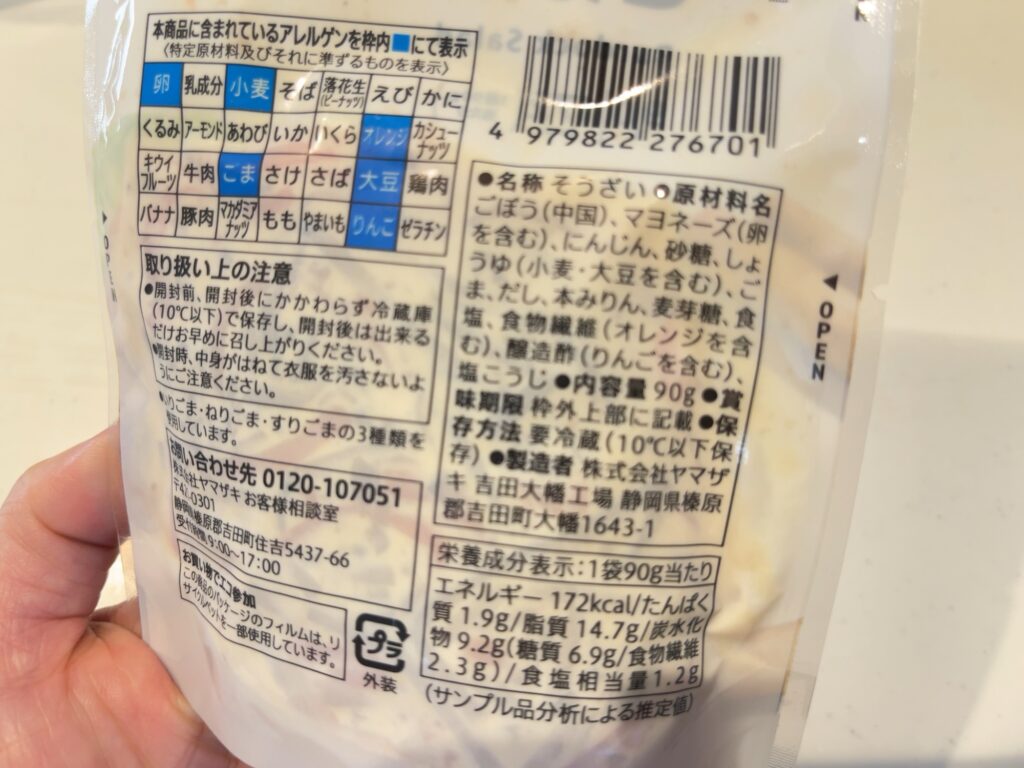 本商品に含まれているアレルゲンを枠内■にて表示
(特定原材料及びそれに準ずるものを表示)
卵 乳成分 小麦 そば 落花生(ピーナッツ) えび かに
くるみ アーモンド あわび いか いくら オレンジ カシューナッツ
キウイフルーツ 牛肉 ごま さけ さば 大豆 鶏肉
バナナ 豚肉 マカダミアナッツ もも やまいも りんご ゼラチン
取り扱い上の注意
●開封前、開封後にかかわらず冷蔵庫
(10℃以下)で保存し、開封後は出来る
だけお早めに召し上がりください。
●開封時、中身がはねて衣服を汚さないよ
うにご注意ください。
●いりごま・ねりごま・すりごまの3種類を
使用しています。
お問い合わせ先 0120-107051
株式会社ヤマザキ お客様相談室
静岡県榛原郡吉田町住吉5437-66
受付時間9:00～17:00
お買い物でエコ参加
この商品のパッケージのフィルムは、リ
サイクルペットを一部使用しています。
プラ
外装
4 979822 276701
●名称 そうざい ●原材料名
ごぼう(中国)、マヨネーズ(卵
を含む)、にんじん、砂糖、しょ
うゆ(小麦・大豆を含む)、ご
ま、だし、本みりん、麦芽糖、食
塩、食物繊維(オレンジを含
む)、醸造酢(りんごを含む)、
塩こうじ ●内容量 90g ●賞
味期限 枠外上部に記載 ●保
存方法 要冷蔵(10℃以下保
存) ●製造者 株式会社ヤマザ
キ 吉田大幡工場 静岡県榛原
郡吉田町大幡1643-1
栄養成分表示:1袋90g当たり
エネルギー 172kcal/たんぱく
質 1.9g/脂質 14.7g/炭水化
物 9.2g(糖質 6.9g/食物繊維
2.3g)/食塩相当量1.2g
(サンプル品分析による推定値)
◀OPEN
OPEN